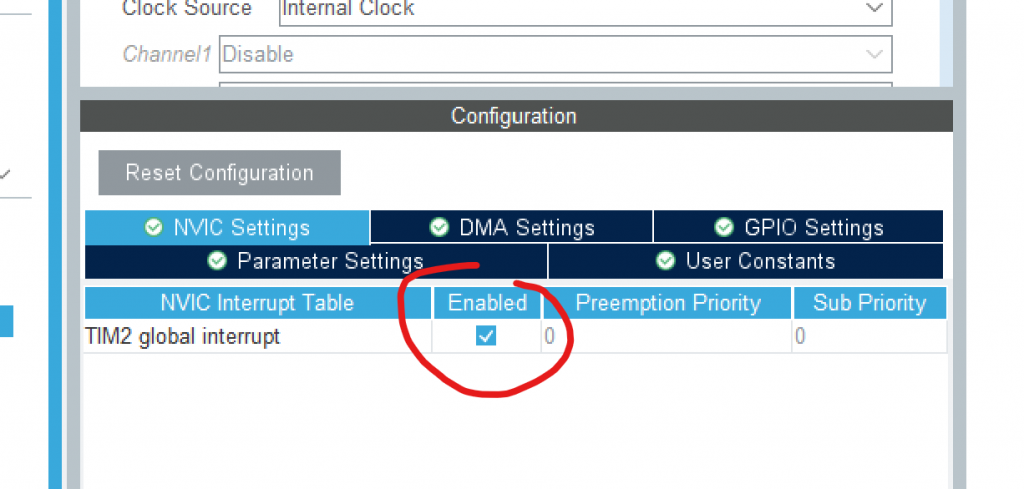 Clock Source Internal Clock
Channel1 Disable
Configuration
Reset Configuration
NVIC Settings DMA Settings GPIO Settings
Parameter Settings User Constants
NVIC Interrupt Table Enabled Preemption Priority Sub Priority
TIM2 global interrupt 0 0